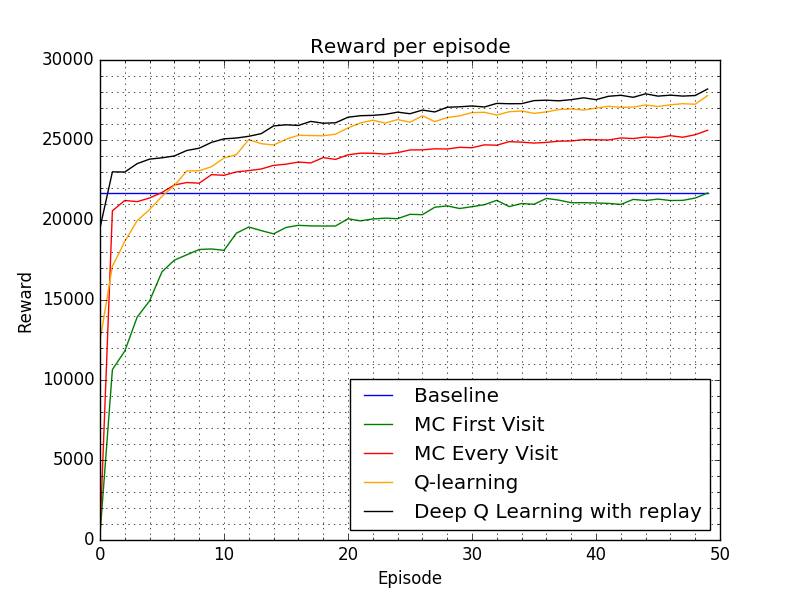 Reward per episode
30000
25000
20000
15000
10000
5000
0
Reward
0 10 20 30 40 50
Episode
Baseline
MC First Visit
MC Every Visit
Q-learning
Deep Q Learning with replay